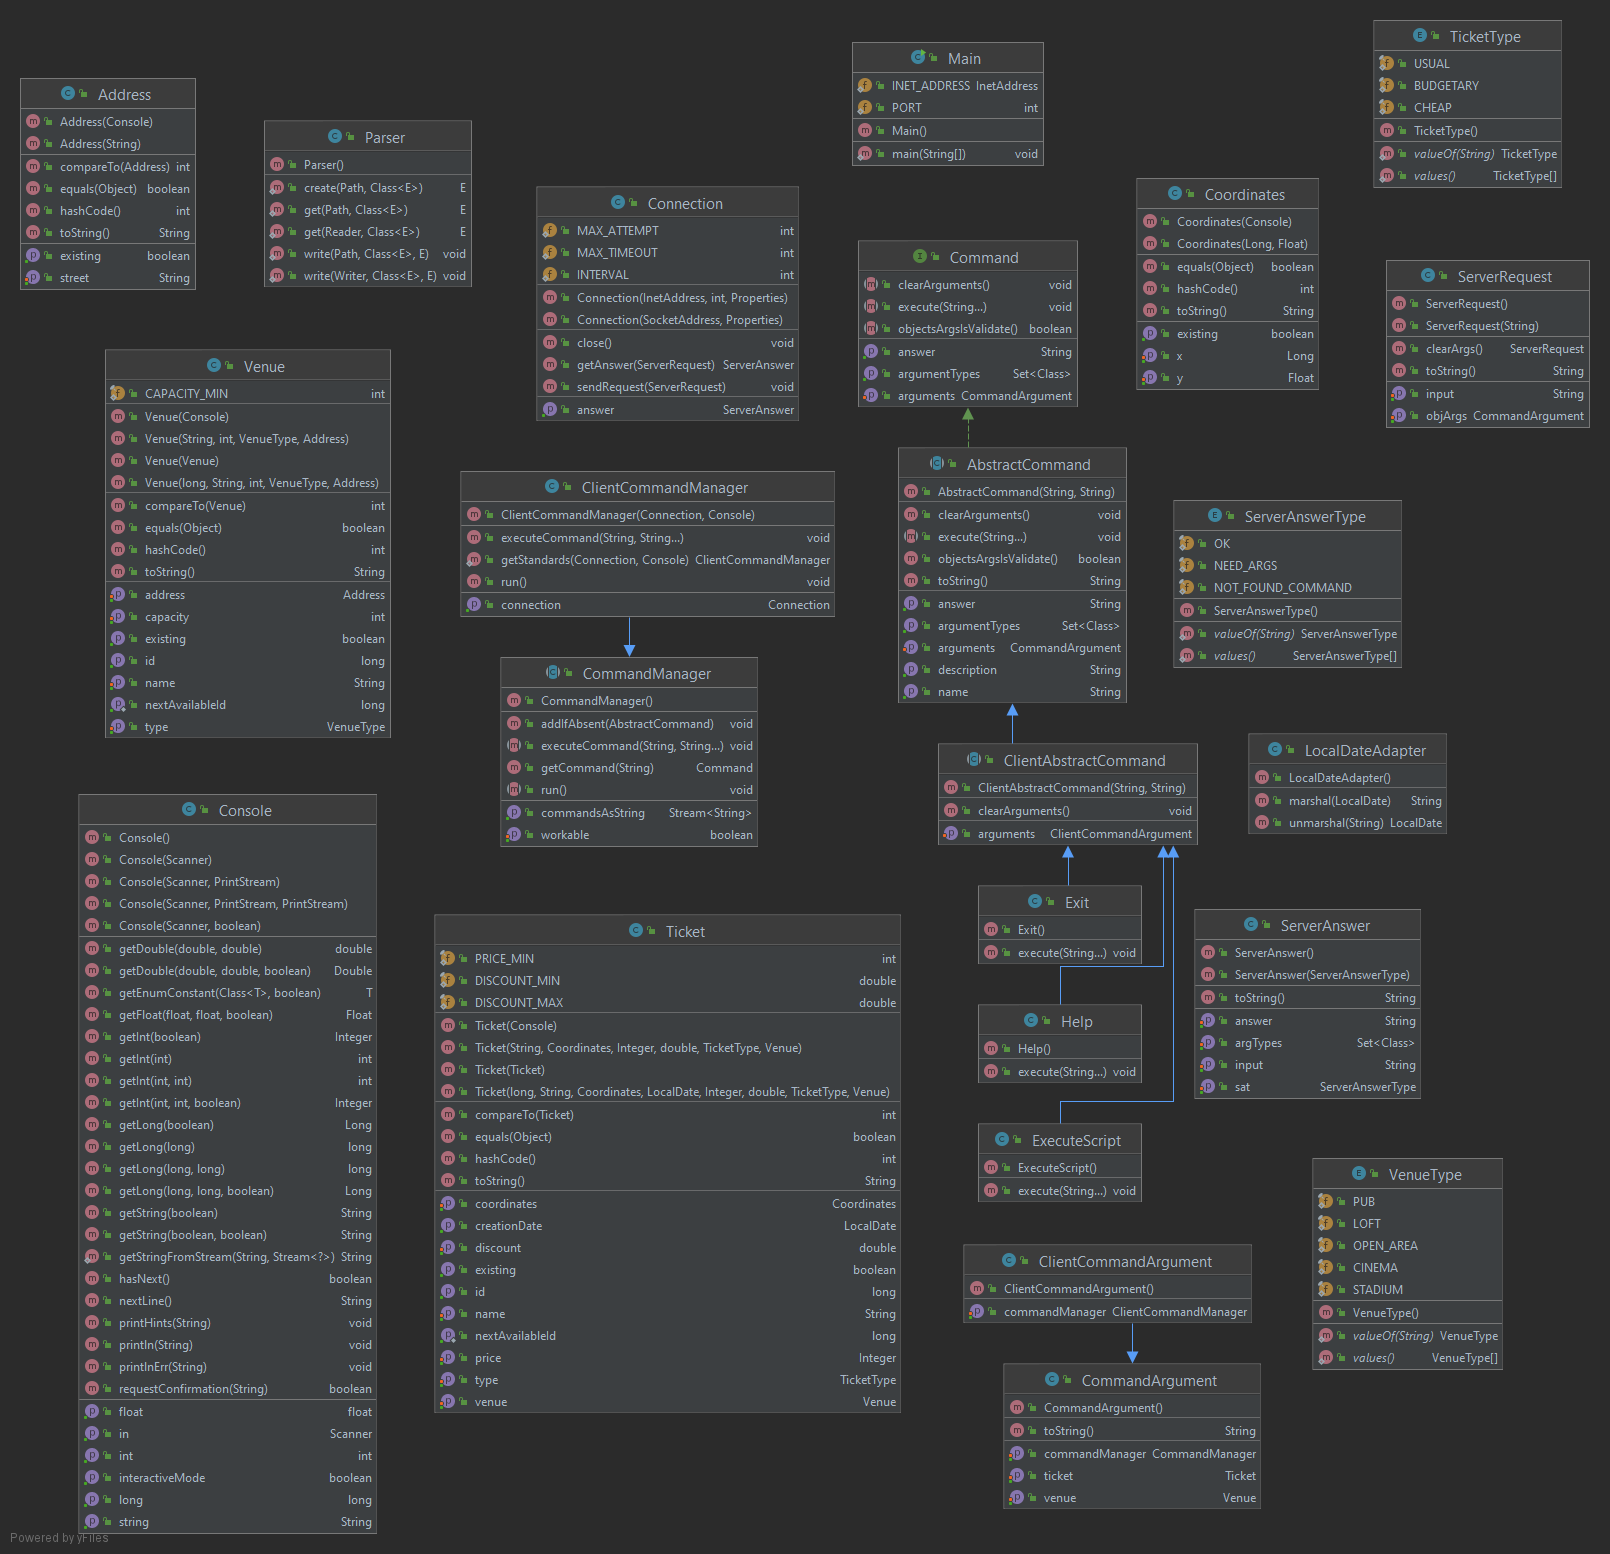 Address
Address(Console)
Address(String)
compareTo(Address) int
equals(Object) boolean
hashCode() int
toString() String
existing boolean
street String
Parser
Parser()
create(Path, Class<E>) E
get(Path, Class<E>) E
get(Reader, Class<E>) E
write(Path, Class<E>, E) void
write(Writer, Class<E>, E) void
Connection
MAX_ATTEMPT int
MAX_TIMEOUT int
INTERVAL int
Connection(InetAddress, int, Properties)
Connection(SocketAddress, Properties)
close() void
getAnswer(ServerRequest) ServerAnswer
sendRequest(ServerRequest) void
answer ServerAnswer
Main
INET_ADDRESS InetAddress
PORT int
Main()
main(String[]) void
TicketType
USUAL
BUDGETARY
CHEAP
TicketType()
valueOf(String) TicketType
values() TicketType[]
Coordinates
Coordinates(Console)
Coordinates(Long, Float)
equals(Object) boolean
hashCode() int
toString() String
existing boolean
x Long
y Float
Command
clearArguments() void
execute(String...) void
objectsArgsIsValidate() boolean
answer String
argumentTypes Set<Class>
arguments CommandArgument
ServerRequest
ServerRequest()
ServerRequest(String)
clearArgs() ServerRequest
toString() String
input String
objArgs CommandArgument
Venue
CAPACITY_MIN int
Venue(Console)
Venue(String, int, VenueType, Address)
Venue(Venue)
Venue(long, String, int, VenueType, Address)
compareTo(Venue) int
equals(Object) boolean
hashCode() int
toString() String
address Address
capacity int
existing boolean
id long
name String
nextAvailableId long
type VenueType
ClientCommandManager
ClientCommandManager(Connection, Console)
executeCommand(String, String...) void
getStandards(Connection, Console) ClientCommandManager
run() void
connection Connection
AbstractCommand
AbstractCommand(String, String)
clearArguments() void
execute(String...) void
objectsArgsIsValidate() boolean
toString() String
answer String
argumentTypes Set<Class>
arguments CommandArgument
description String
name String
ServerAnswerType
OK
NEED_ARGS
NOT_FOUND_COMMAND
ServerAnswerType()
valueOf(String) ServerAnswerType
values() ServerAnswerType[]
CommandManager
CommandManager()
addIfAbsent(AbstractCommand) void
executeCommand(String, String...) void
getCommand(String) Command
run() void
commandsAsString Stream<String>
workable boolean
ClientAbstractCommand
ClientAbstractCommand(String, String)
clearArguments() void
arguments ClientCommandArgument
LocalDateAdapter
LocalDateAdapter()
marshal(LocalDate) String
unmarshal(String) LocalDate
Console
Console()
Console(Scanner)
Console(Scanner, PrintStream)
Console(Scanner, PrintStream, PrintStream)
Console(Scanner, boolean)
getDouble(double, double) double
getDouble(double, double, boolean) Double
getEnumConstant(Class<T>, boolean) T
getFloat(float, float, boolean) Float
getInt(boolean) Integer
getInt(int) int
getInt(int, int) int
getInt(int, int, boolean) Integer
getLong(boolean) Long
getLong(long) long
getLong(long, long) long
getLong(long, long, boolean) Long
getString(boolean) String
getString(boolean, boolean) String
getStringFromStream(String, Stream<?>) String
hasNext() boolean
nextLine() String
printHints(String) void
println(String) void
printlnErr(String) void
requestConfirmation(String) boolean
float float
in Scanner
int int
interactiveMode boolean
long long
string String
Ticket
PRICE_MIN int
DISCOUNT_MIN double
DISCOUNT_MAX double
Ticket(Console)
Ticket(String, Coordinates, Integer, double, TicketType, Venue)
Ticket(Ticket)
Ticket(long, String, Coordinates, LocalDate, Integer, double, TicketType, Venue)
compareTo(Ticket) int
equals(Object) boolean
hashCode() int
toString() String
coordinates Coordinates
creationDate LocalDate
discount double
existing boolean
id long
name String
nextAvailableId long
price Integer
type TicketType
venue Venue
Exit
Exit()
execute(String...) void
Help
Help()
execute(String...) void
ExecuteScript
ExecuteScript()
execute(String...) void
ServerAnswer
ServerAnswer()
ServerAnswer(ServerAnswerType)
toString() String
answer String
argTypes Set<Class>
input String
sat ServerAnswerType
VenueType
PUB
LOFT
OPEN_AREA
CINEMA
STADIUM
VenueType()
valueOf(String) VenueType
values() VenueType[]
ClientCommandArgument
ClientCommandArgument()
commandManager ClientCommandManager
CommandArgument
CommandArgument()
toString() String
commandManager CommandManager
ticket Ticket
venue Venue
Powered by yFiles